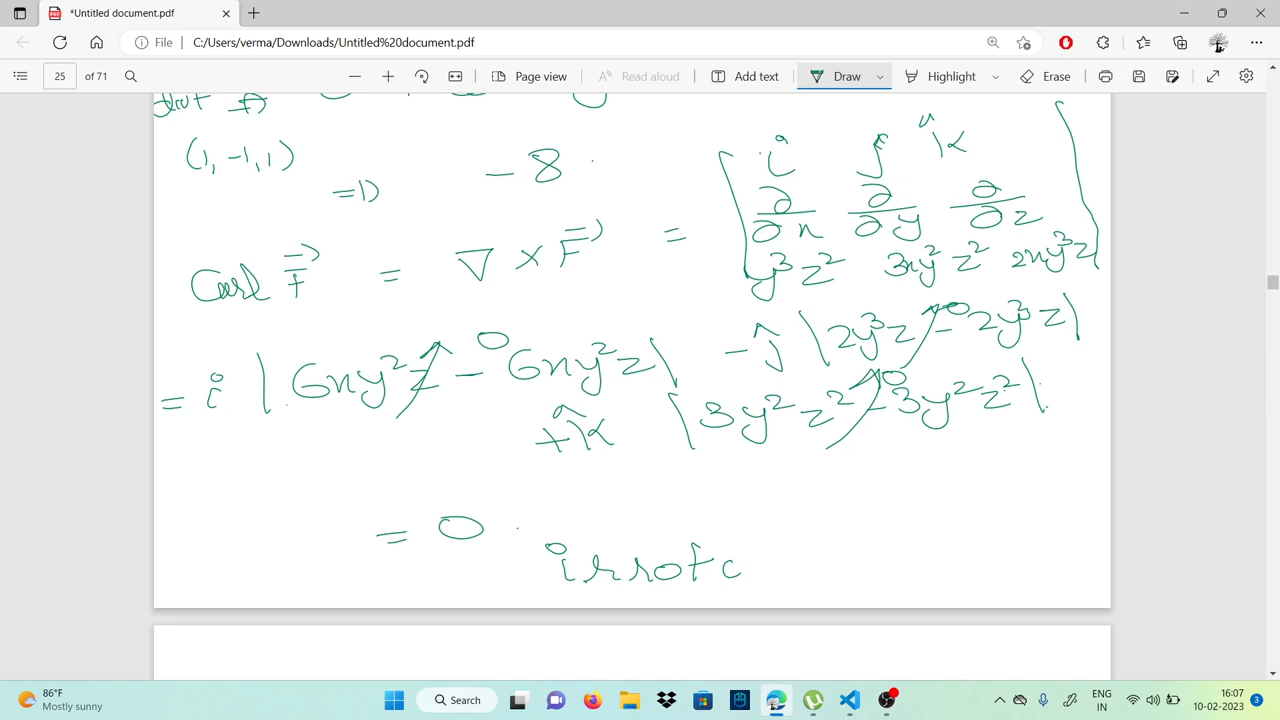 *Untitled document.pdf
File C:/Users/verma/Downloads/Untitled%20document.pdf
25 of 71 Page view Read aloud Add text Draw Highlight Erase
(1, -1, 1)
=> -8
î ĵ k̂
∂/∂x ∂/∂y ∂/∂z
Curl F⃗ = ∇ × F⃗ = | y³z² 3xy²z² 2xy³z |
= i | 6xy²z - 6xy²z | - ĵ | 2y³z - 2y³z |
+ k̂ | 3y²z² - 3y²z² |
= 0
irrota
86°F
Mostly sunny
Search
ENG
IN
16:07
10-02-2023
3